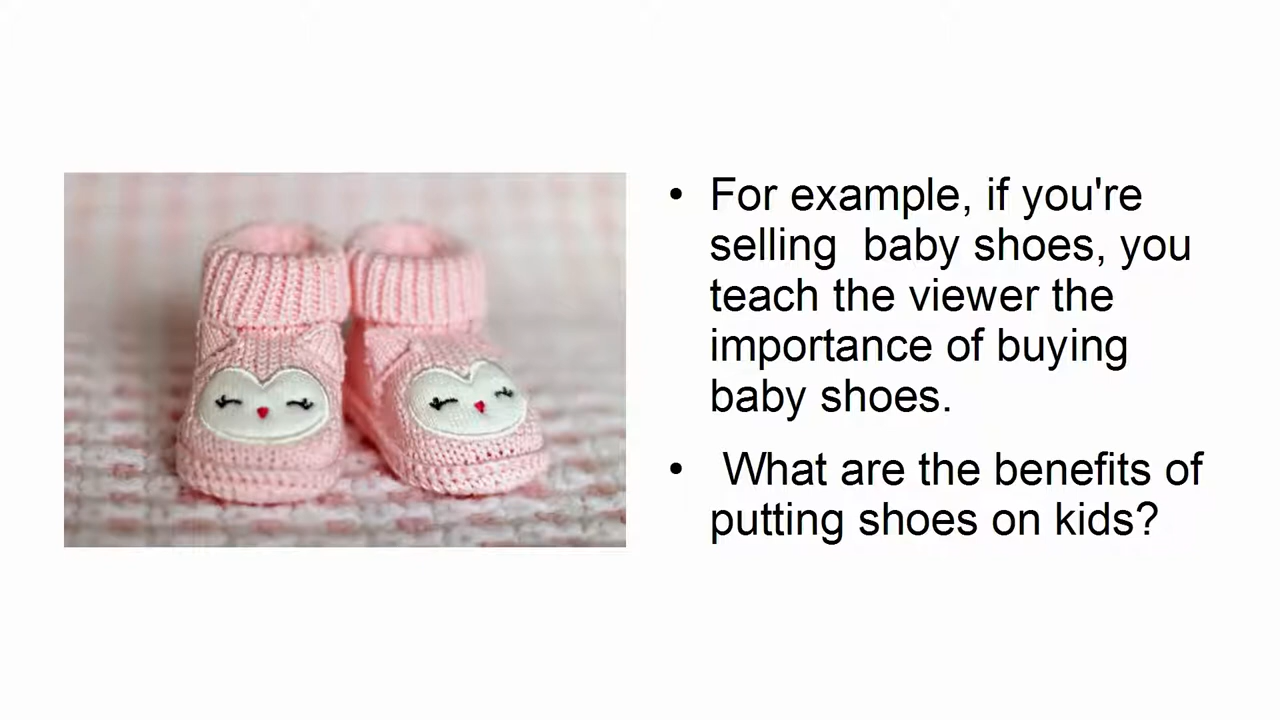 • For example, if you're
selling  baby shoes, you
teach the viewer the
importance of buying
baby shoes.
•  What are the benefits of
putting shoes on kids?